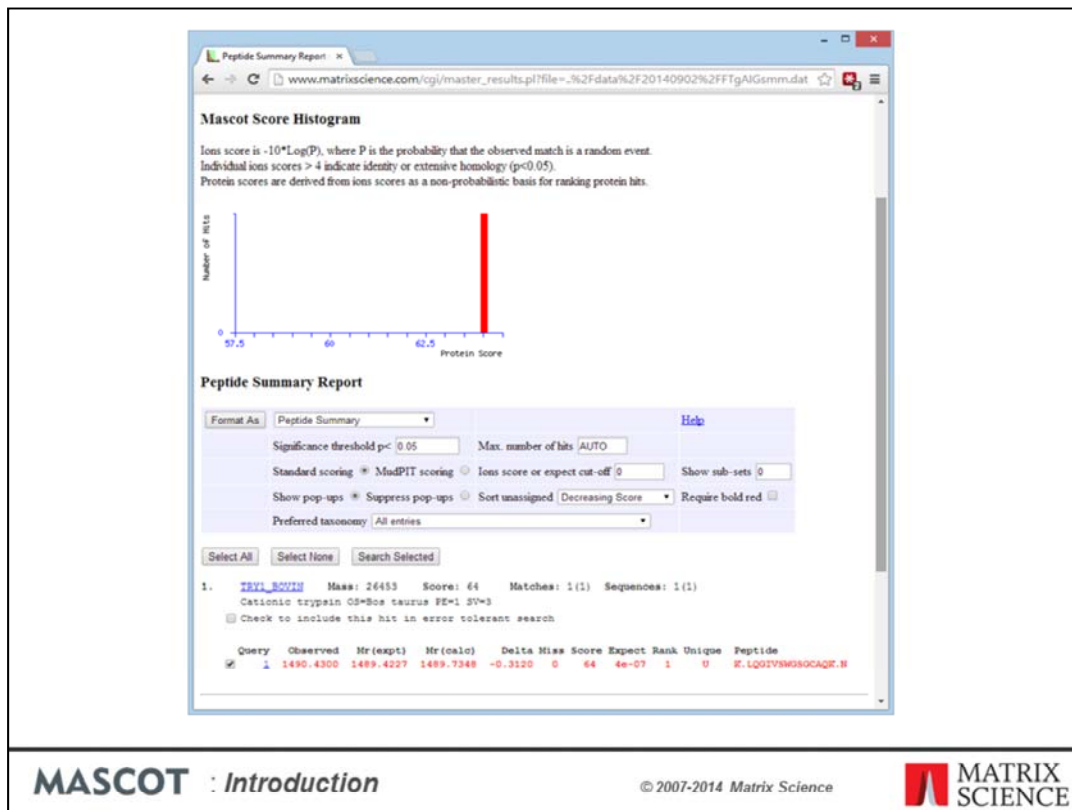 Peptide Summary Report
www.matrixscience.com/cgi/master_results.pl?file=..%2Fdata%2F20140902%2FFTgAIGsmm.dat
Mascot Score Histogram
Ions score is -10*Log(P), where P is the probability that the observed match is a random event.
Individual ions scores > 4 indicate identity or extensive homology (p<0.05).
Protein scores are derived from ions scores as a non-probabilistic basis for ranking protein hits.
Number of Hits
0
57.5 60 62.5
Protein Score
Peptide Summary Report
Format As Peptide Summary Help
Significance threshold p< 0.05 Max. number of hits AUTO
Standard scoring MudPIT scoring Ions score or expect cut-off 0 Show sub-sets 0
Show pop-ups Suppress pop-ups Sort unassigned Decreasing Score Require bold red
Preferred taxonomy All entries
Select All Select None Search Selected
1. TRY1_BOVIN Mass: 26453 Score: 64 Matches: 1(1) Sequences: 1(1)
Cationic trypsin OS=Bos taurus PE=1 SV=3
Check to include this hit in error tolerant search
Query Observed Mr(expt) Mr(calc) Delta Miss Score Expect Rank Unique Peptide
1 1490.4300 1489.4227 1489.7348 -0.3120 0 64 4e-07 1 U K.LQGIVSWGSGCAQK.N
MASCOT : Introduction
© 2007-2014 Matrix Science
MATRIX
SCIENCE